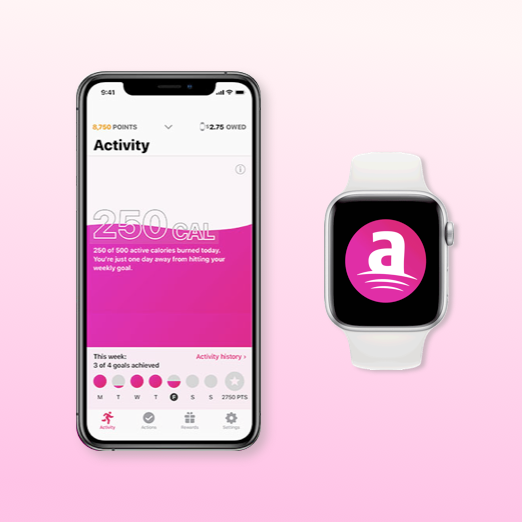 9:41
8,750 POINTS
$2.75 OWED
Activity
250 CAL
250 of 500 active calories burned today.
You're just one day away from hitting your
weekly goal.
This week:
3 of 4 goals achieved
Activity history ›
M T W T F S S 2750 PTS
Activity Actions Rewards Settings
a